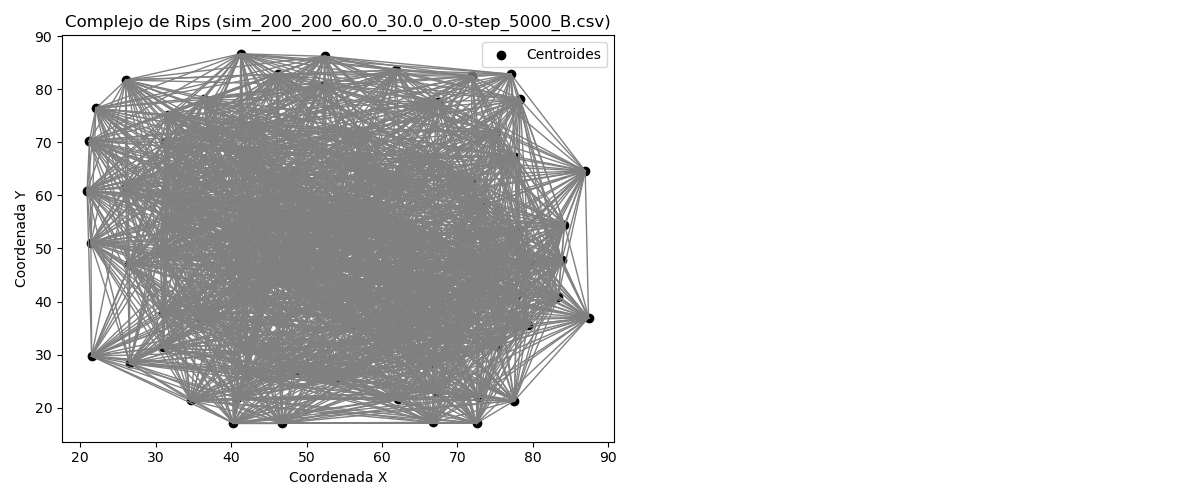 Complejo de Rips (sim_200_200_60.0_30.0_0.0-step_5000_B.csv)
Centroides
Coordenada Y
90
80
70
60
50
40
30
20
20 30 40 50 60 70 80 90
Coordenada X